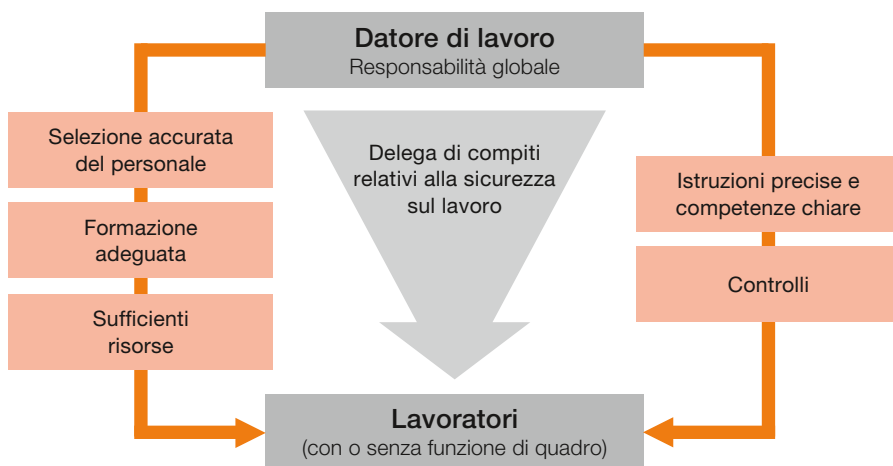 Datore di lavoro
Responsabilità globale
Selezione accurata
del personale
Formazione
adeguata
Sufficienti
risorse
Delega di compiti
relativi alla sicurezza
sul lavoro
Istruzioni precise e
competenze chiare
Controlli
Lavoratori
(con o senza funzione di quadro)